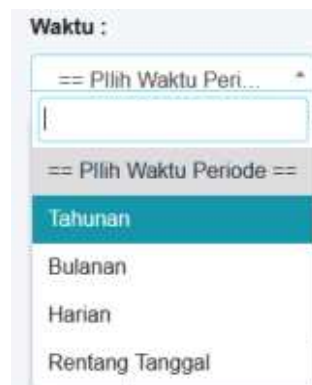 Waktu :
== PIlih Waktu Peri...
== PIlih Waktu Periode ==
Tahunan
Bulanan
Harian
Rentang Tanggal